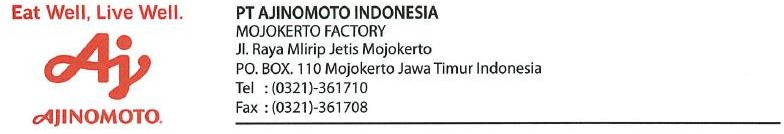 Eat Well, Live Well.
Aj
AJINOMOTO.
PT AJINOMOTO INDONESIA
MOJOKERTO FACTORY
Jl. Raya Mlirip Jetis Mojokerto
PO. BOX. 110 Mojokerto Jawa Timur Indonesia
Tel : (0321)-361710
Fax : (0321)-361708